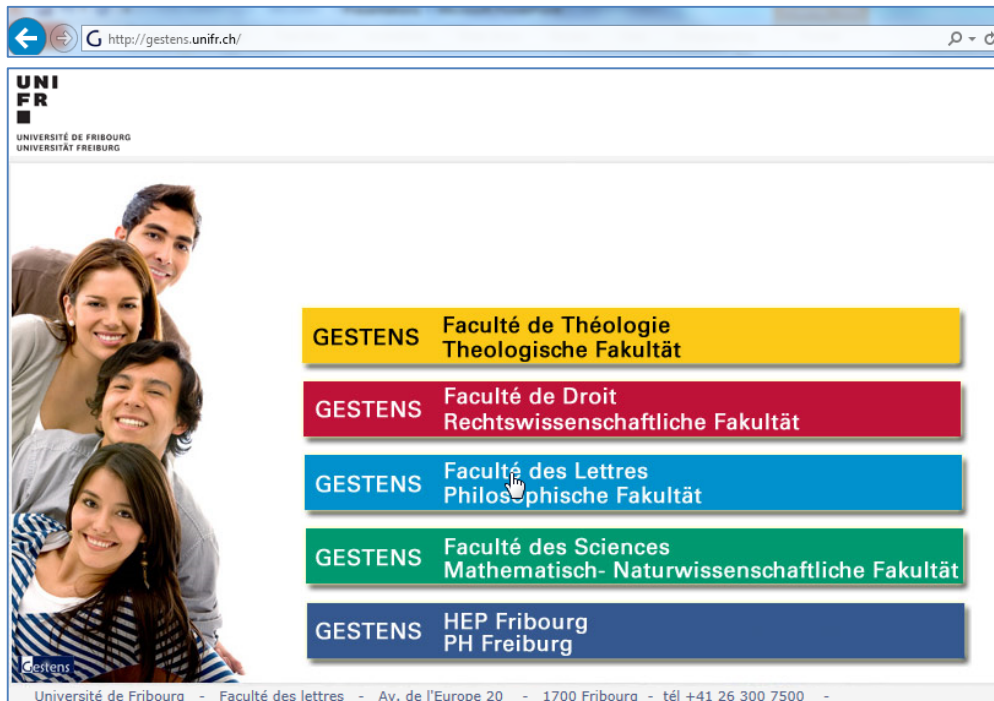 http://gestens.unifr.ch/
UNI
FR
UNIVERSITÉ DE FRIBOURG
UNIVERSITÄT FREIBURG
GESTENS Faculté de Théologie
Theologische Fakultät
GESTENS Faculté de Droit
Rechtswissenschaftliche Fakultät
GESTENS Faculté des Lettres
Philosophische Fakultät
GESTENS Faculté des Sciences
Mathematisch- Naturwissenschaftliche Fakultät
GESTENS HEP Fribourg
PH Freiburg
Gestens
Université de Fribourg - Faculté des lettres - Av. de l'Europe 20 - 1700 Fribourg - tél +41 26 300 7500 -